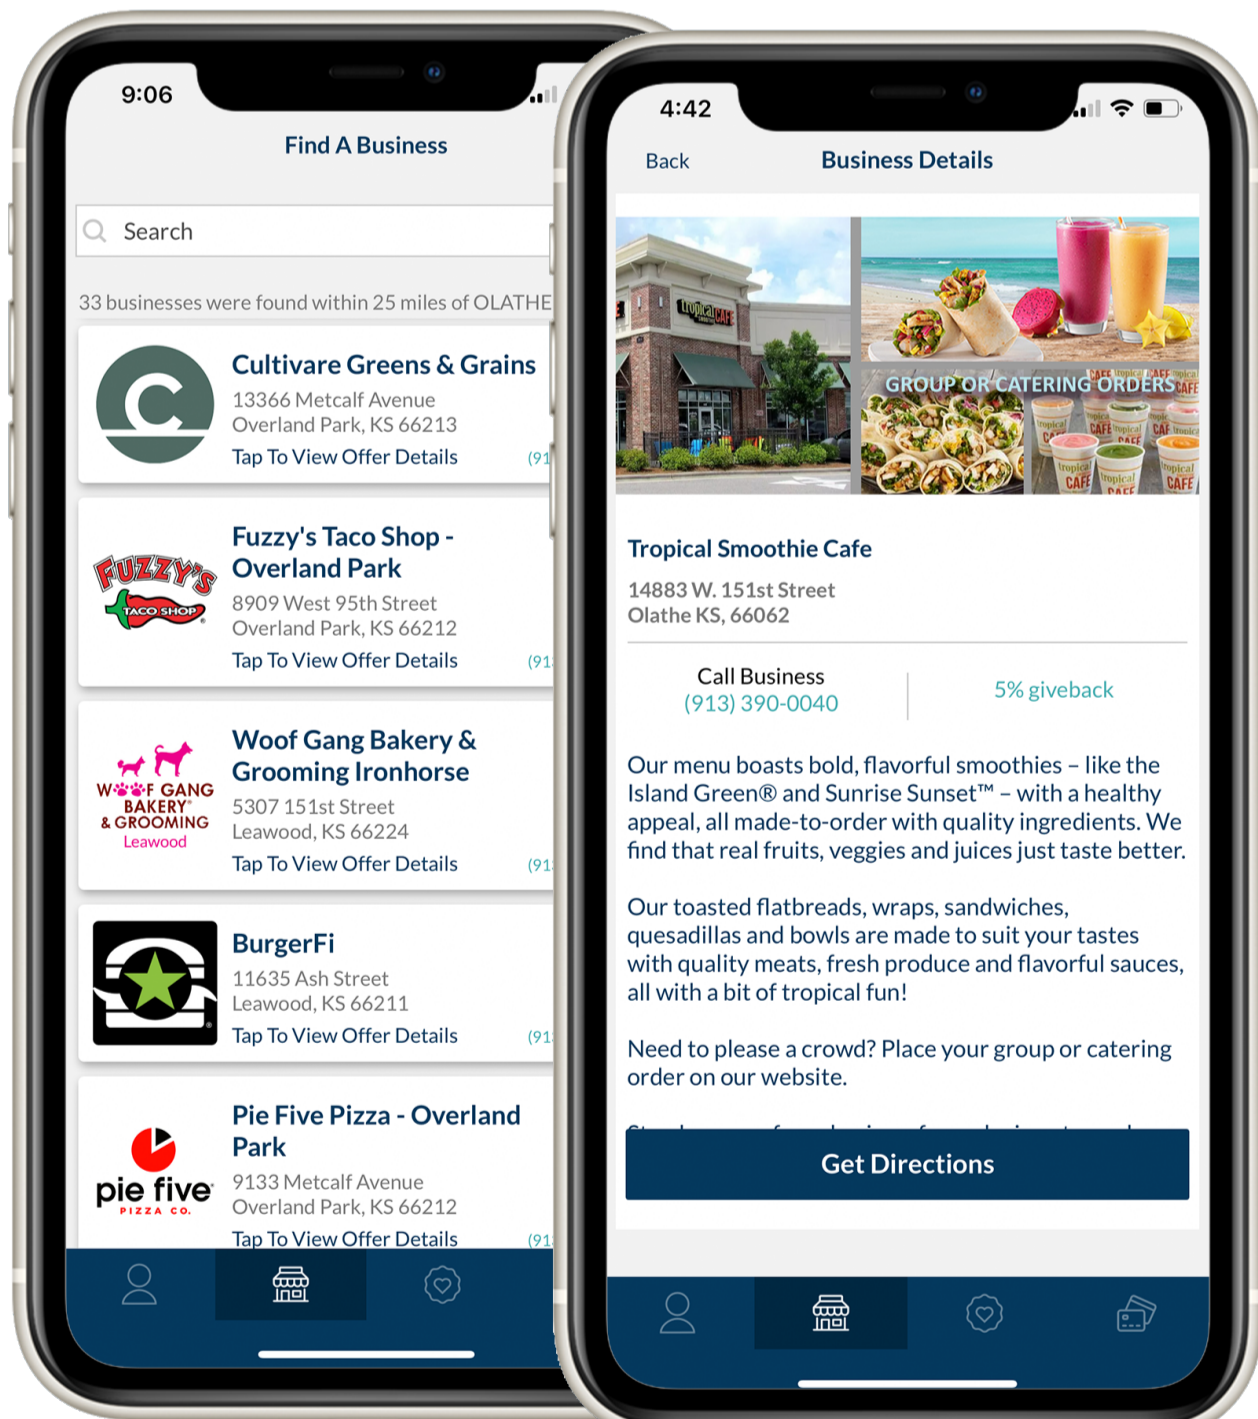 9:06
Find A Business
Search
33 businesses were found within 25 miles of OLATHE
Cultivare Greens & Grains
13366 Metcalf Avenue
Overland Park, KS 66213
Tap To View Offer Details
(91
FUZZY'S
TACO SHOP
Fuzzy's Taco Shop -
Overland Park
8909 West 95th Street
Overland Park, KS 66212
Tap To View Offer Details
(91
WOOF GANG
BAKERY®
& GROOMING
Leawood
Woof Gang Bakery &
Grooming Ironhorse
5307 151st Street
Leawood, KS 66224
Tap To View Offer Details
(91
BurgerFi
11635 Ash Street
Leawood, KS 66211
Tap To View Offer Details
(91
pie five
PIZZA CO.
Pie Five Pizza - Overland
Park
9133 Metcalf Avenue
Overland Park, KS 66212
Tap To View Offer Details
(91
4:42
Back
Business Details
tropical CAFE
GROUP OR CATERING ORDERS
tropical
CAFE
Tropical Smoothie Cafe
14883 W. 151st Street
Olathe KS, 66062
Call Business
(913) 390-0040
5% giveback
Our menu boasts bold, flavorful smoothies – like the
Island Green® and Sunrise Sunset™ – with a healthy
appeal, all made-to-order with quality ingredients. We
find that real fruits, veggies and juices just taste better.
Our toasted flatbreads, wraps, sandwiches,
quesadillas and bowls are made to suit your tastes
with quality meats, fresh produce and flavorful sauces,
all with a bit of tropical fun!
Need to please a crowd? Place your group or catering
order on our website.
Get Directions